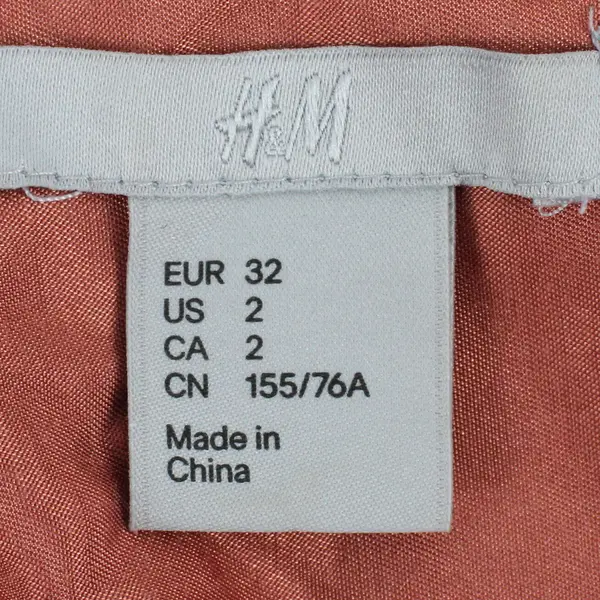 H&M
EUR 32
US 2
CA 2
CN 155/76A
Made in
China